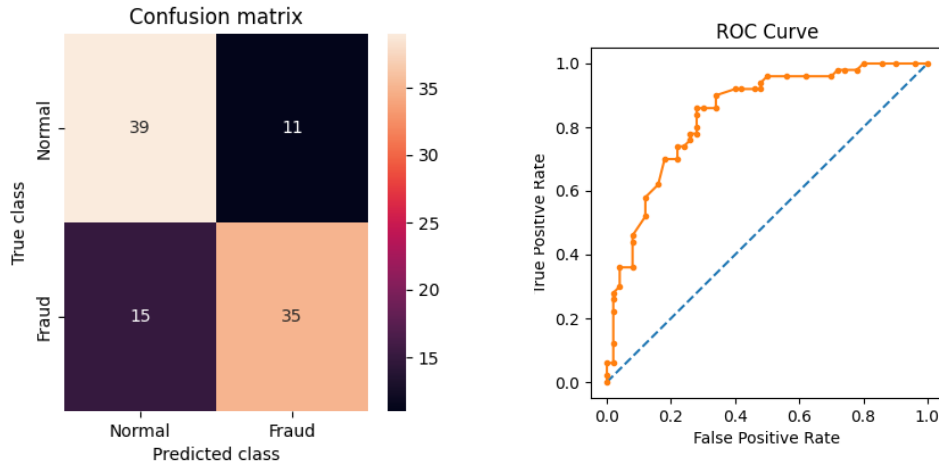 Confusion matrix
Normal
39
11
Fraud
15
35
True class
Normal
Fraud
Predicted class
35
30
25
20
15
ROC Curve
1.0
0.8
0.6
0.4
0.2
0.0
True Positive Rate
0.0
0.2
0.4
0.6
0.8
1.0
False Positive Rate